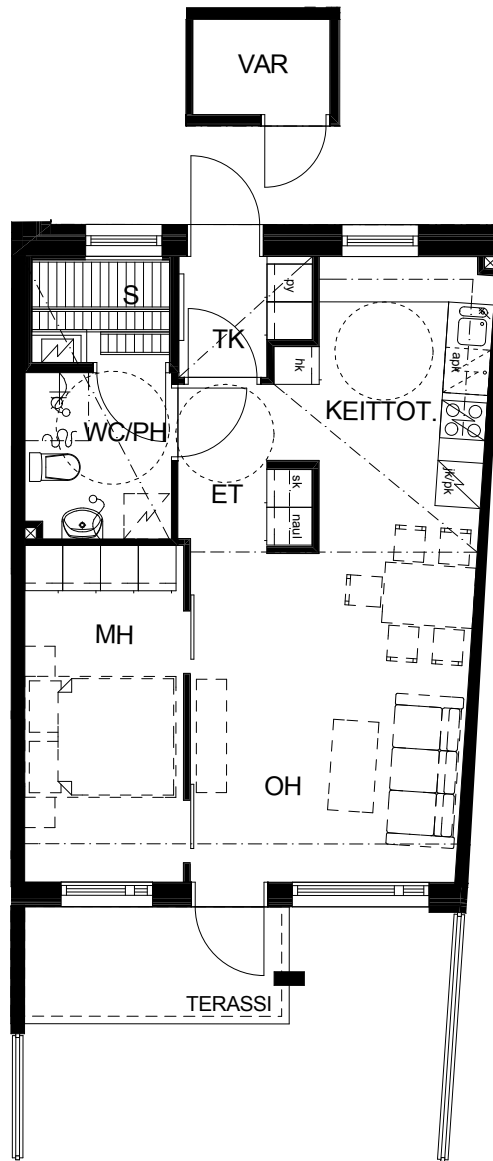 VAR
S
py
TK
hk
apk
KEITTOT.
WC/PH
jk/pk
ET
sk
naul
MH
OH
TERASSI